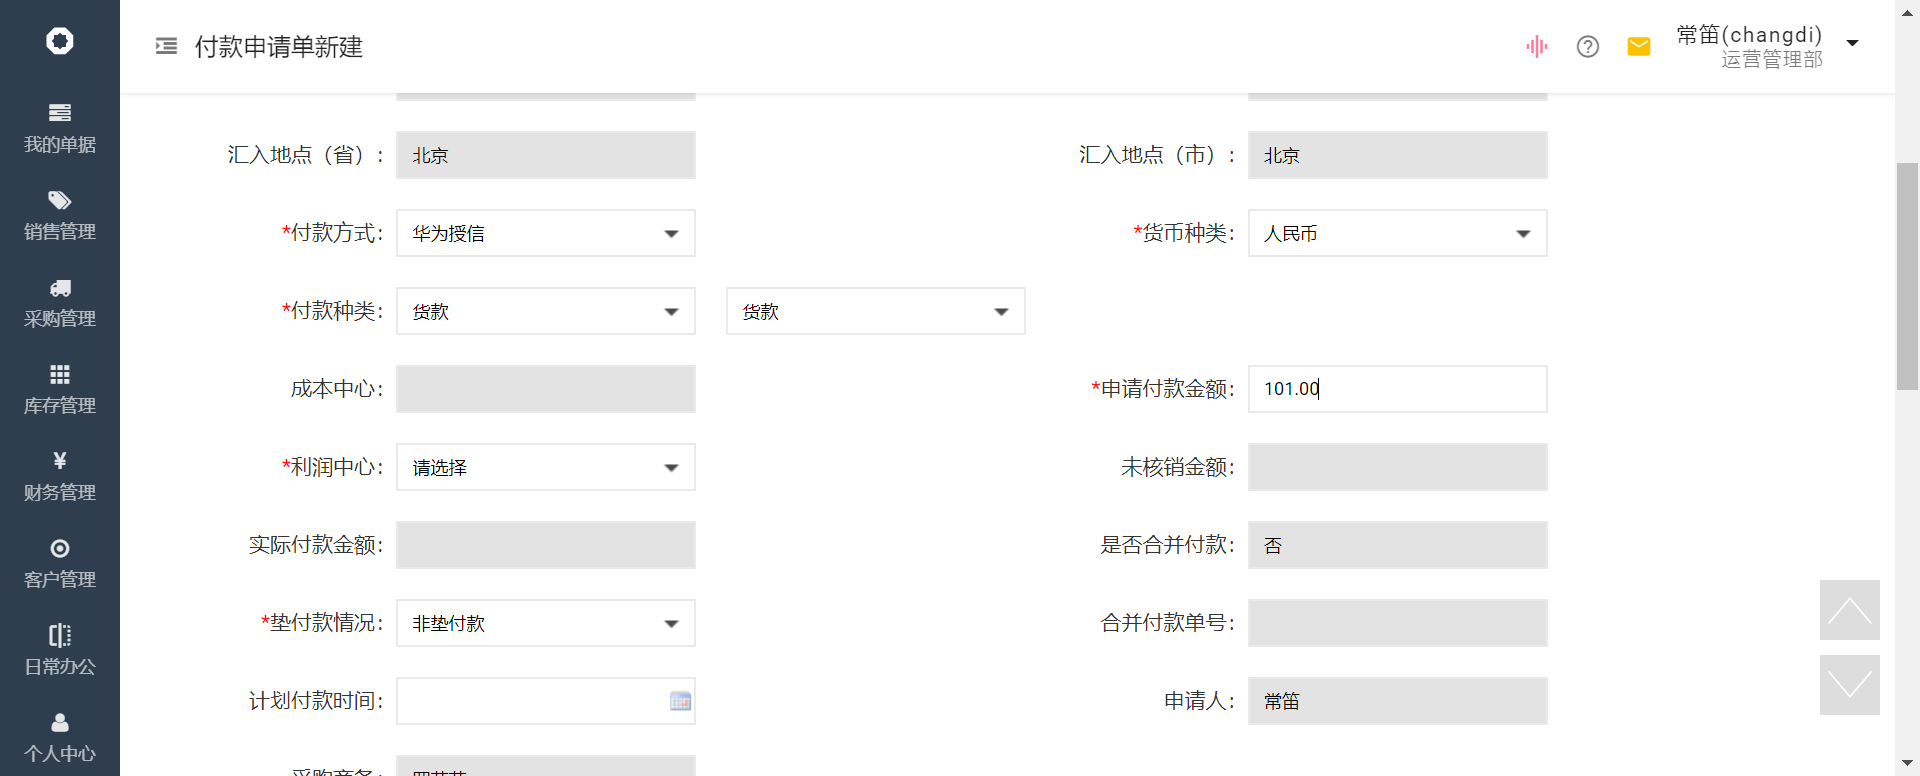 付款申请单新建
常笛(changdi)
运营管理部
我的单据
销售管理
采购管理
库存管理
财务管理
客户管理
日常办公
个人中心
汇入地点（省）: 北京
汇入地点（市）: 北京
*付款方式: 华为授信
*货币种类: 人民币
*付款种类: 货款 货款
成本中心:
*申请付款金额: 101.00
*利润中心: 请选择
未核销金额:
实际付款金额:
是否合并付款: 否
*垫付款情况: 非垫付款
合并付款单号:
计划付款时间:
申请人: 常笛